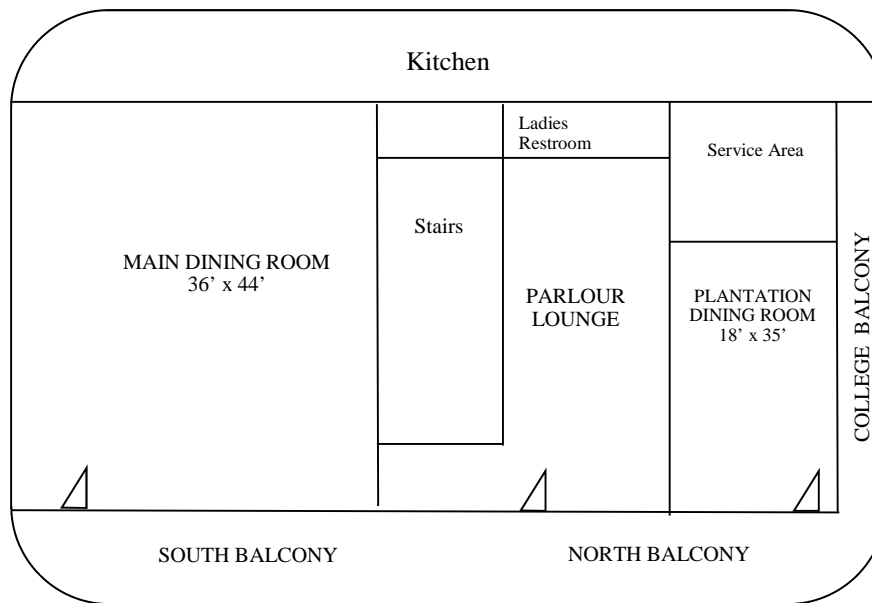 Kitchen
Ladies
Restroom
Service Area
Stairs
MAIN DINING ROOM
36’ x 44’
PARLOUR
LOUNGE
PLANTATION
DINING ROOM
18’ x 35’
COLLEGE BALCONY
SOUTH BALCONY
NORTH BALCONY